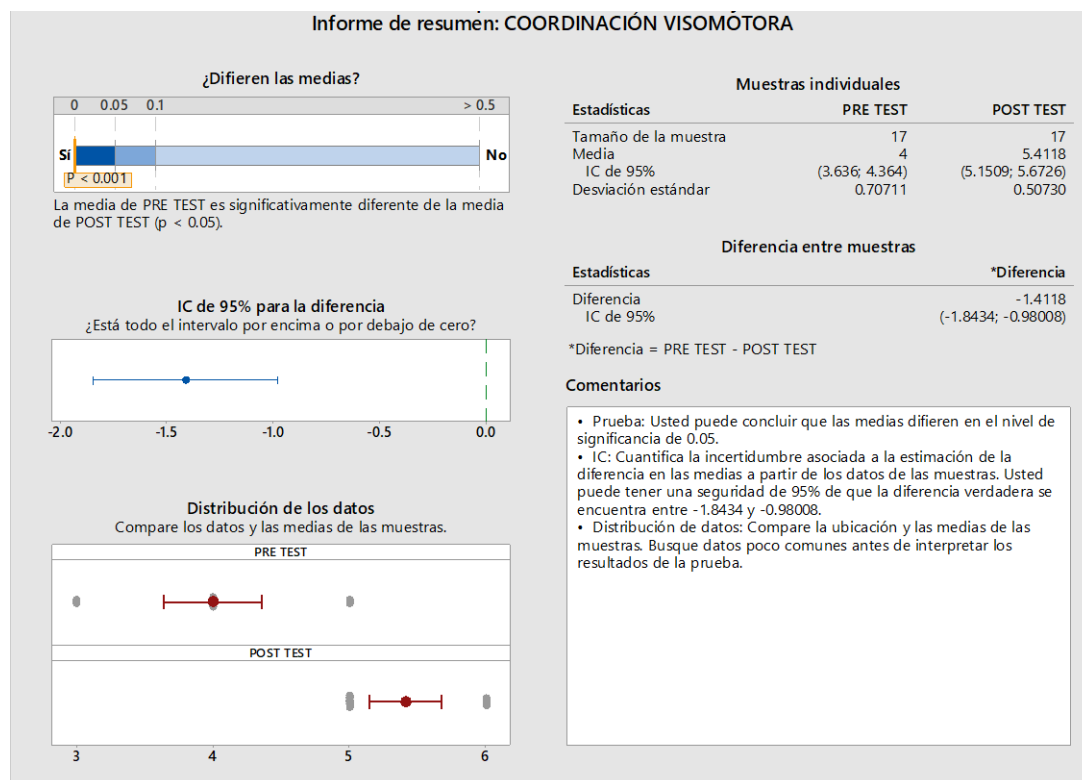 Informe de resumen: COORDINACIÓN VISOMOTORA
¿Difieren las medias?
0 0.05 0.1 > 0.5
Sí No
P < 0.001
La media de PRE TEST es significativamente diferente de la media
de POST TEST (p < 0.05).
IC de 95% para la diferencia
¿Está todo el intervalo por encima o por debajo de cero?
-2.0 -1.5 -1.0 -0.5 0.0
Distribución de los datos
Compare los datos y las medias de las muestras.
PRE TEST
POST TEST
3 4 5 6
Muestras individuales
Estadísticas PRE TEST POST TEST
Tamaño de la muestra 17 17
Media 4 5.4118
IC de 95% (3.636; 4.364) (5.1509; 5.6726)
Desviación estándar 0.70711 0.50730
Diferencia entre muestras
Estadísticas *Diferencia
Diferencia -1.4118
IC de 95% (-1.8434; -0.98008)
*Diferencia = PRE TEST - POST TEST
Comentarios
• Prueba: Usted puede concluir que las medias difieren en el nivel de
significancia de 0.05.
• IC: Cuantifica la incertidumbre asociada a la estimación de la
diferencia en las medias a partir de los datos de las muestras. Usted
puede tener una seguridad de 95% de que la diferencia verdadera se
encuentra entre -1.8434 y -0.98008.
• Distribución de datos: Compare la ubicación y las medias de las
muestras. Busque datos poco comunes antes de interpretar los
resultados de la prueba.